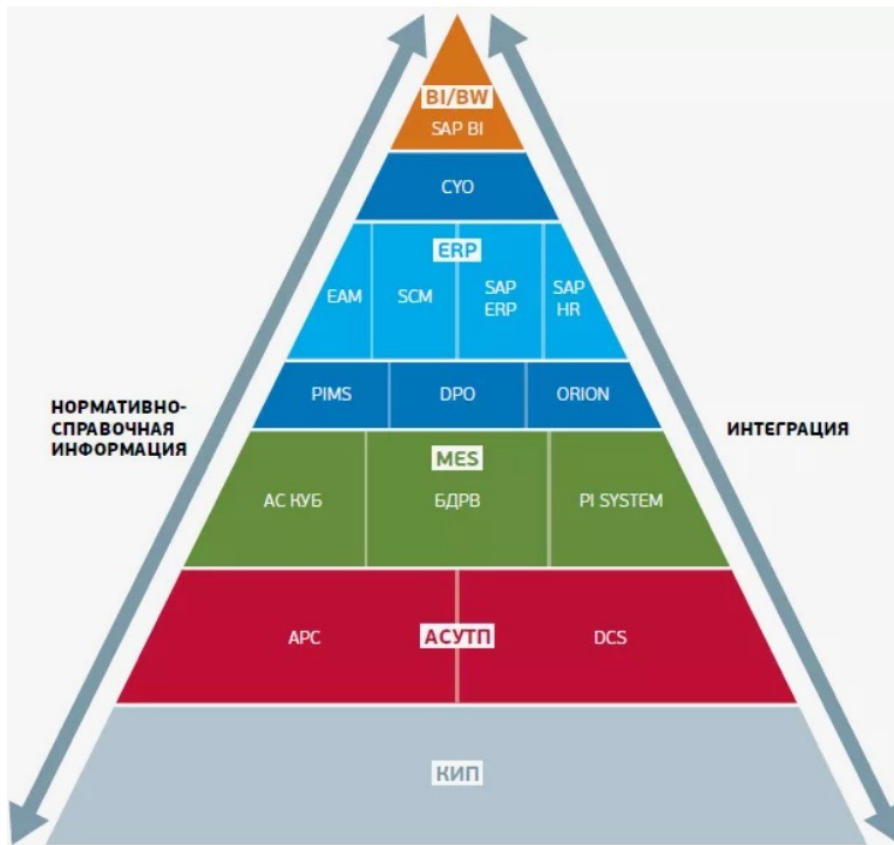 BI/BW
SAP BI
СУО
ERP
EAM
SCM
SAP
ERP
SAP
HR
PIMS
DPO
ORION
НОРМАТИВНО-
СПРАВОЧНАЯ
ИНФОРМАЦИЯ
ИНТЕГРАЦИЯ
MES
АС КУБ
БДРВ
PI SYSTEM
APC
АСУТП
DCS
КИП